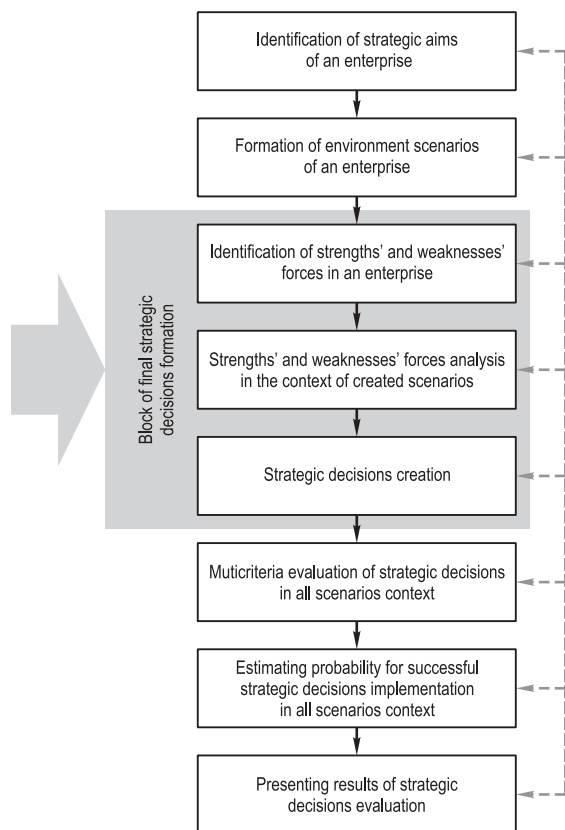 Identification of strategic aims
of an enterprise
Formation of environment scenarios
of an enterprise
Block of final strategic
decisions formation
Identification of strengths' and weaknesses'
forces in an enterprise
Strengths' and weaknesses' forces analysis
in the context of created scenarios
Strategic decisions creation
Muticriteria evaluation of strategic decisions
in all scenarios context
Estimating probability for successful
strategic decisions implementation
in all scenarios context
Presenting results of strategic
decisions evaluation